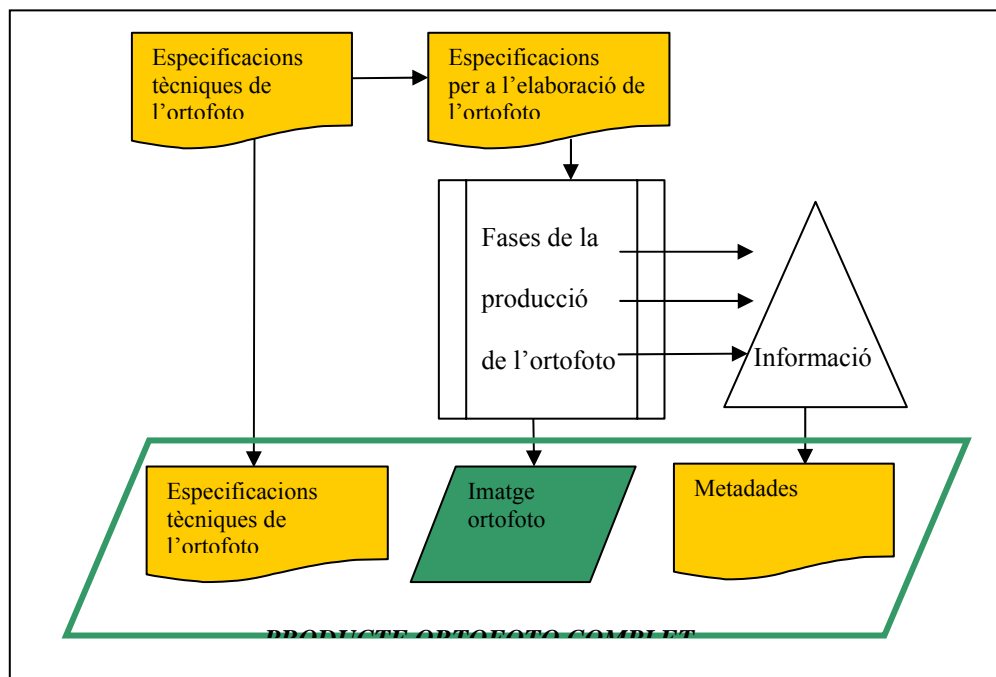 Especificacions
tècniques de
l’ortofoto
Especificacions
per a l’elaboració de
l’ortofoto
Fases de la
producció
de l’ortofoto
Informació
Especificacions
tècniques de
l’ortofoto
Imatge
ortofoto
Metadades
PRODUCTE ORTOFOTO COMPLET